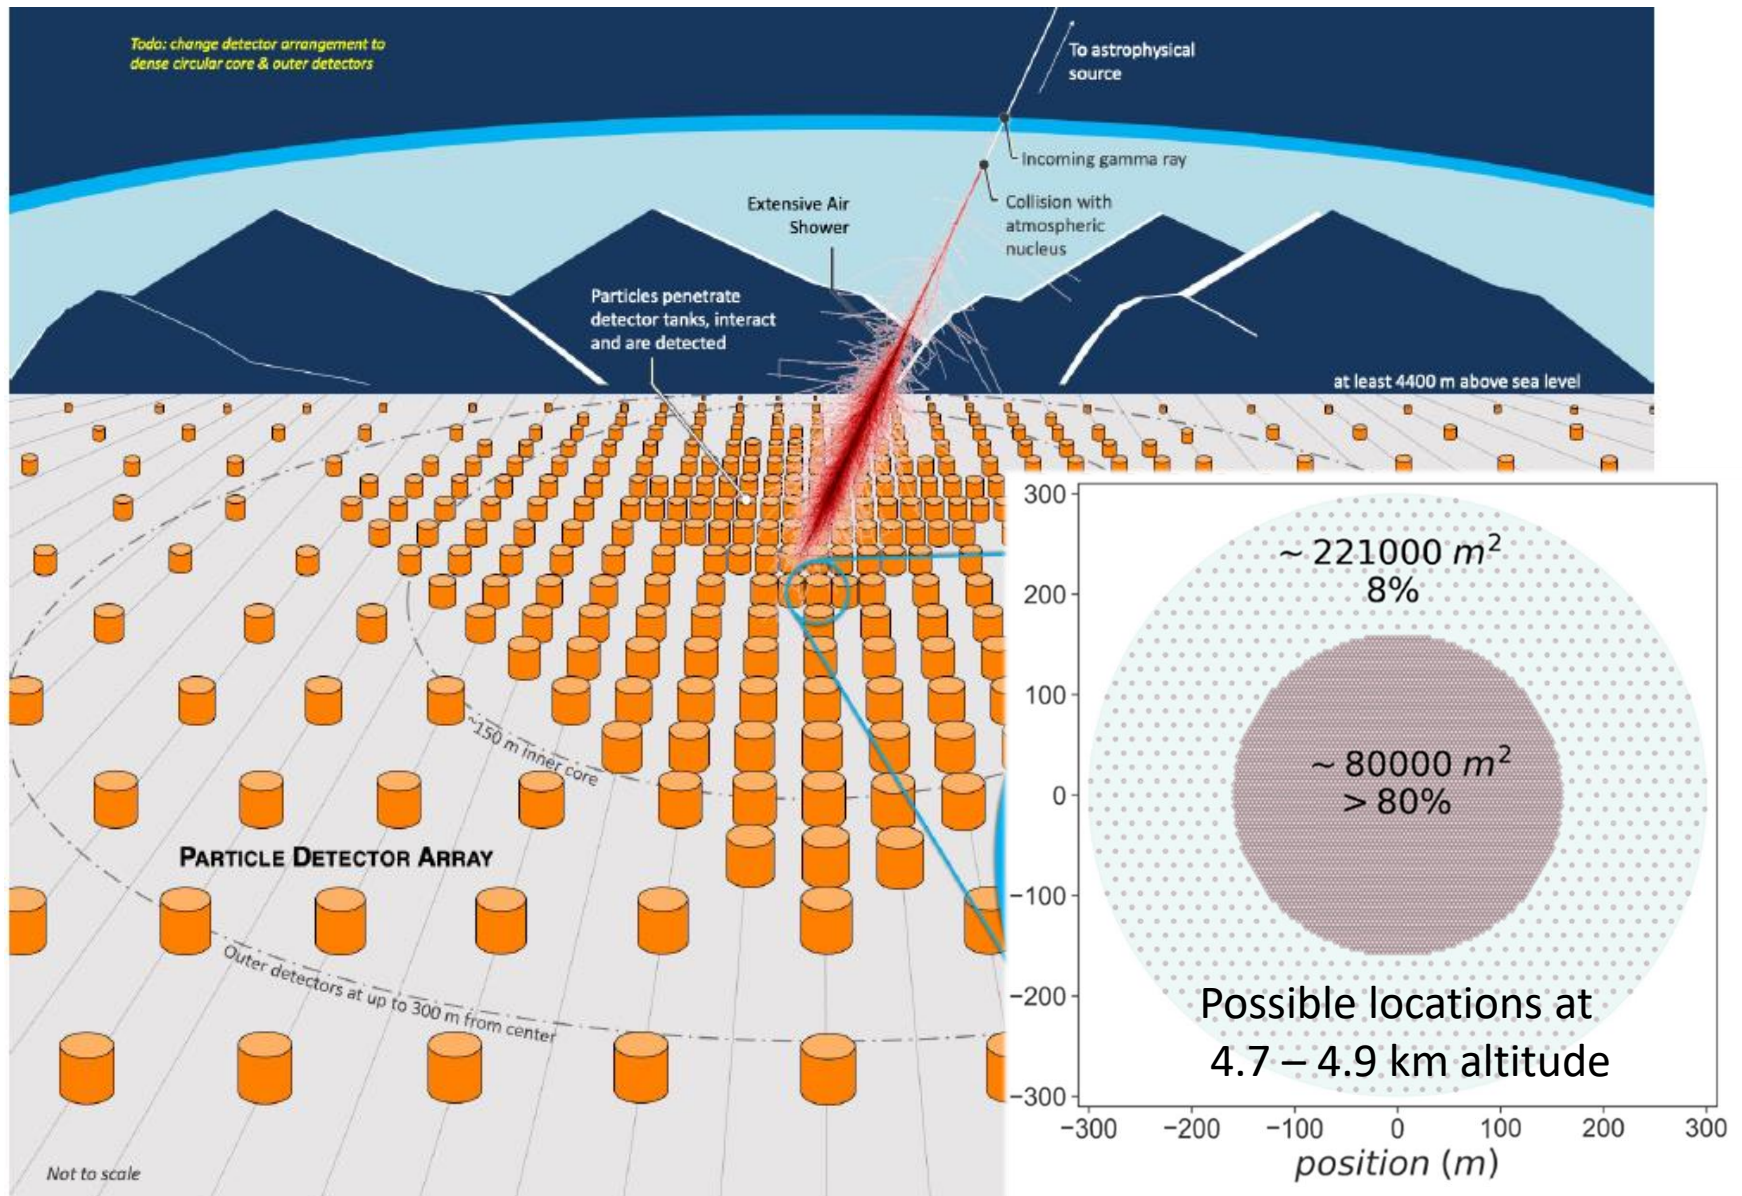 Todo: change detector arrangement to
dense circular core & outer detectors
To astrophysical
source
Incoming gamma ray
Collision with
atmospheric
nucleus
Extensive Air
Shower
Particles penetrate
detector tanks, interact
and are detected
at least 4400 m above sea level
~150 m inner core
PARTICLE DETECTOR ARRAY
Outer detectors at up to 300 m from center
Not to scale
300
200
100
0
−100
−200
−300
~ 221000 m²
8%
~ 80000 m²
> 80%
Possible locations at
4.7 – 4.9 km altitude
−300 −200 −100 0 100 200 300
position (m)